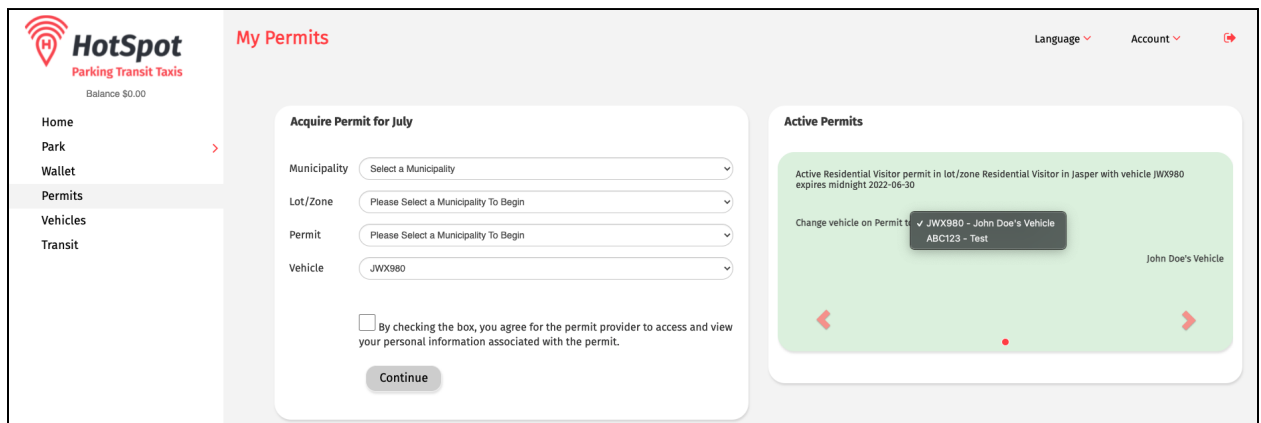 H
HotSpot
Parking Transit Taxis
Balance $0.00
Home
Park
Wallet
Permits
Vehicles
Transit
My Permits
Language
Account
Acquire Permit for July
Municipality
Select a Municipality
Lot/Zone
Please Select a Municipality To Begin
Permit
Please Select a Municipality To Begin
Vehicle
JWX980
By checking the box, you agree for the permit provider to access and view
your personal information associated with the permit.
Continue
Active Permits
Active Residential Visitor permit in lot/zone Residential Visitor in Jasper with vehicle JWX980
expires midnight 2022-06-30
Change vehicle on Permit t
✓ JWX980 - John Doe's Vehicle
ABC123 - Test
John Doe's Vehicle